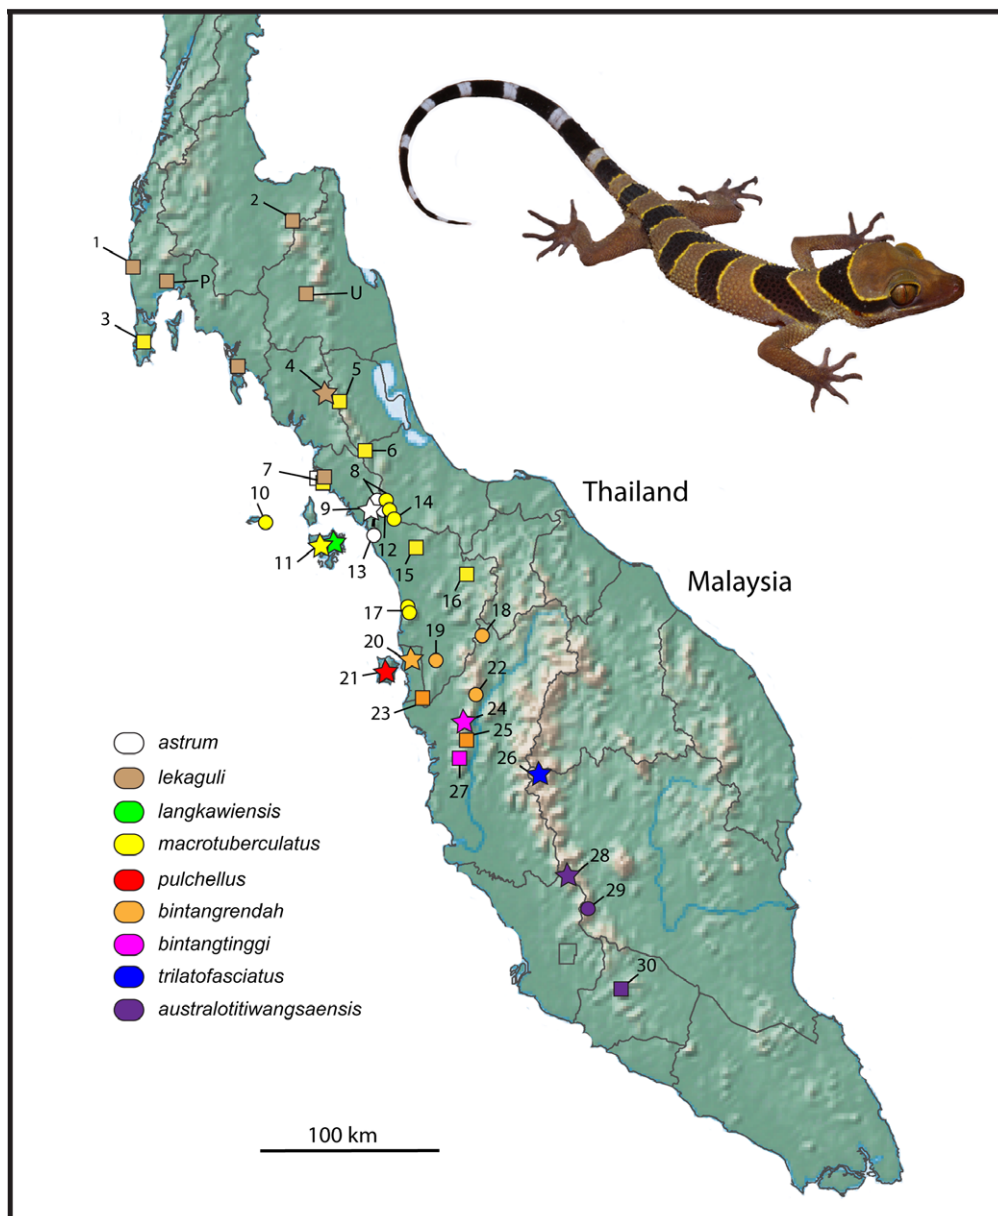 2
1
P
U
3
4
5
6
7
8
Thailand
10
9
14
12
13
11
15
Malaysia
16
17
18
20
19
21
22
23
24
25
26
27
28
29
30
astrum
lekaguli
langkawiensis
macrotuberculatus
pulchellus
bintangrendah
bintangtinggi
trilatofasciatus
australotitiwangsaensis
100 km